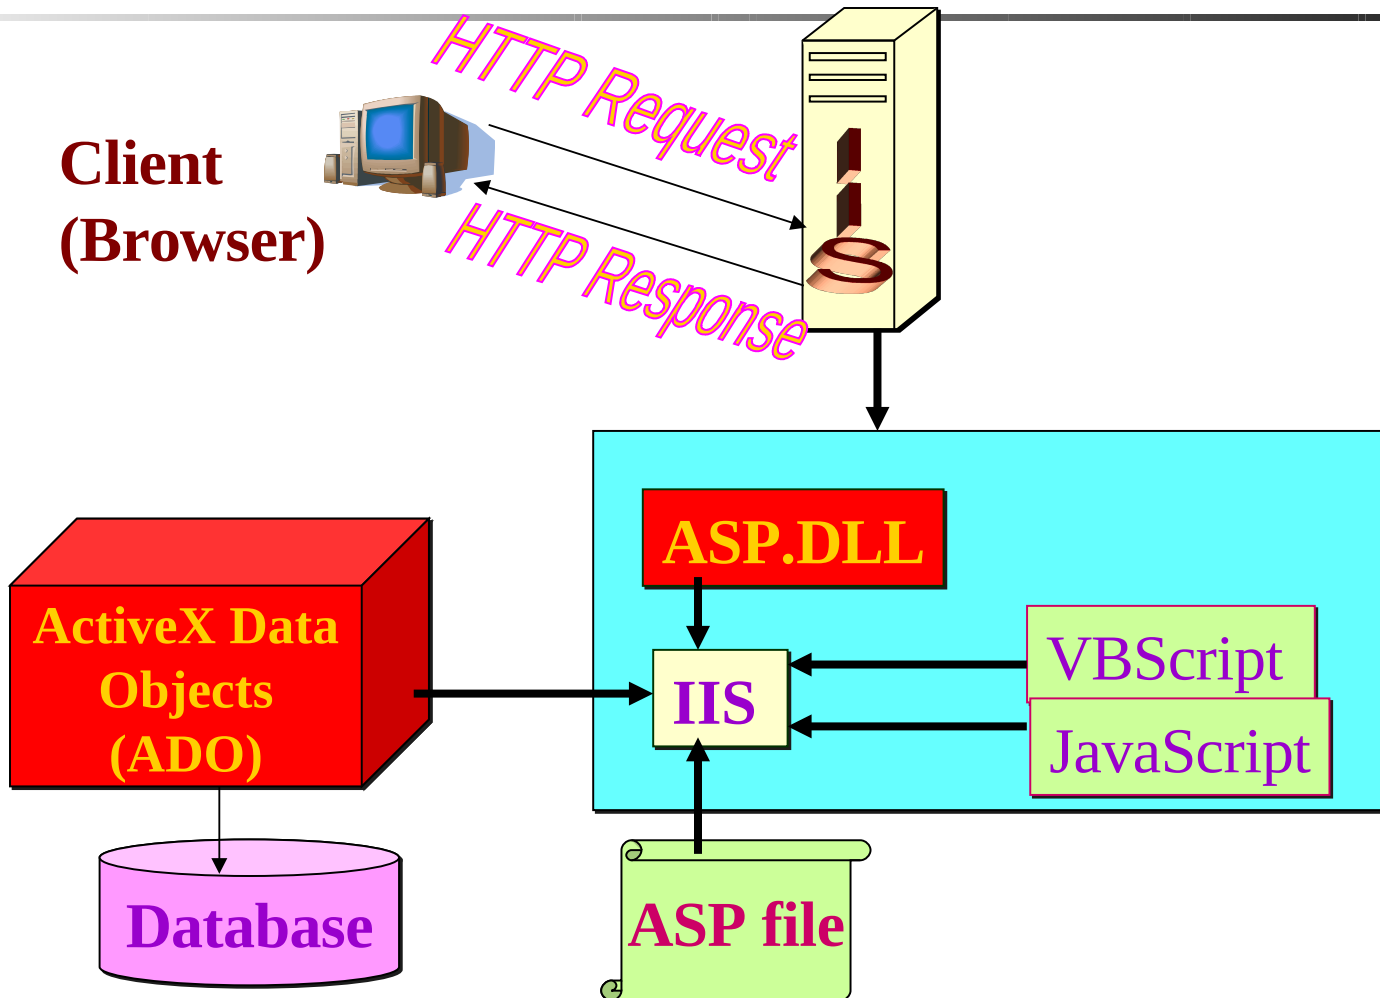 HTTP Request
Client
(Browser)
IIS
HTTP Response
ASP.DLL
ActiveX Data
Objects
(ADO)
IIS
VBScript
JavaScript
Database
ASP file